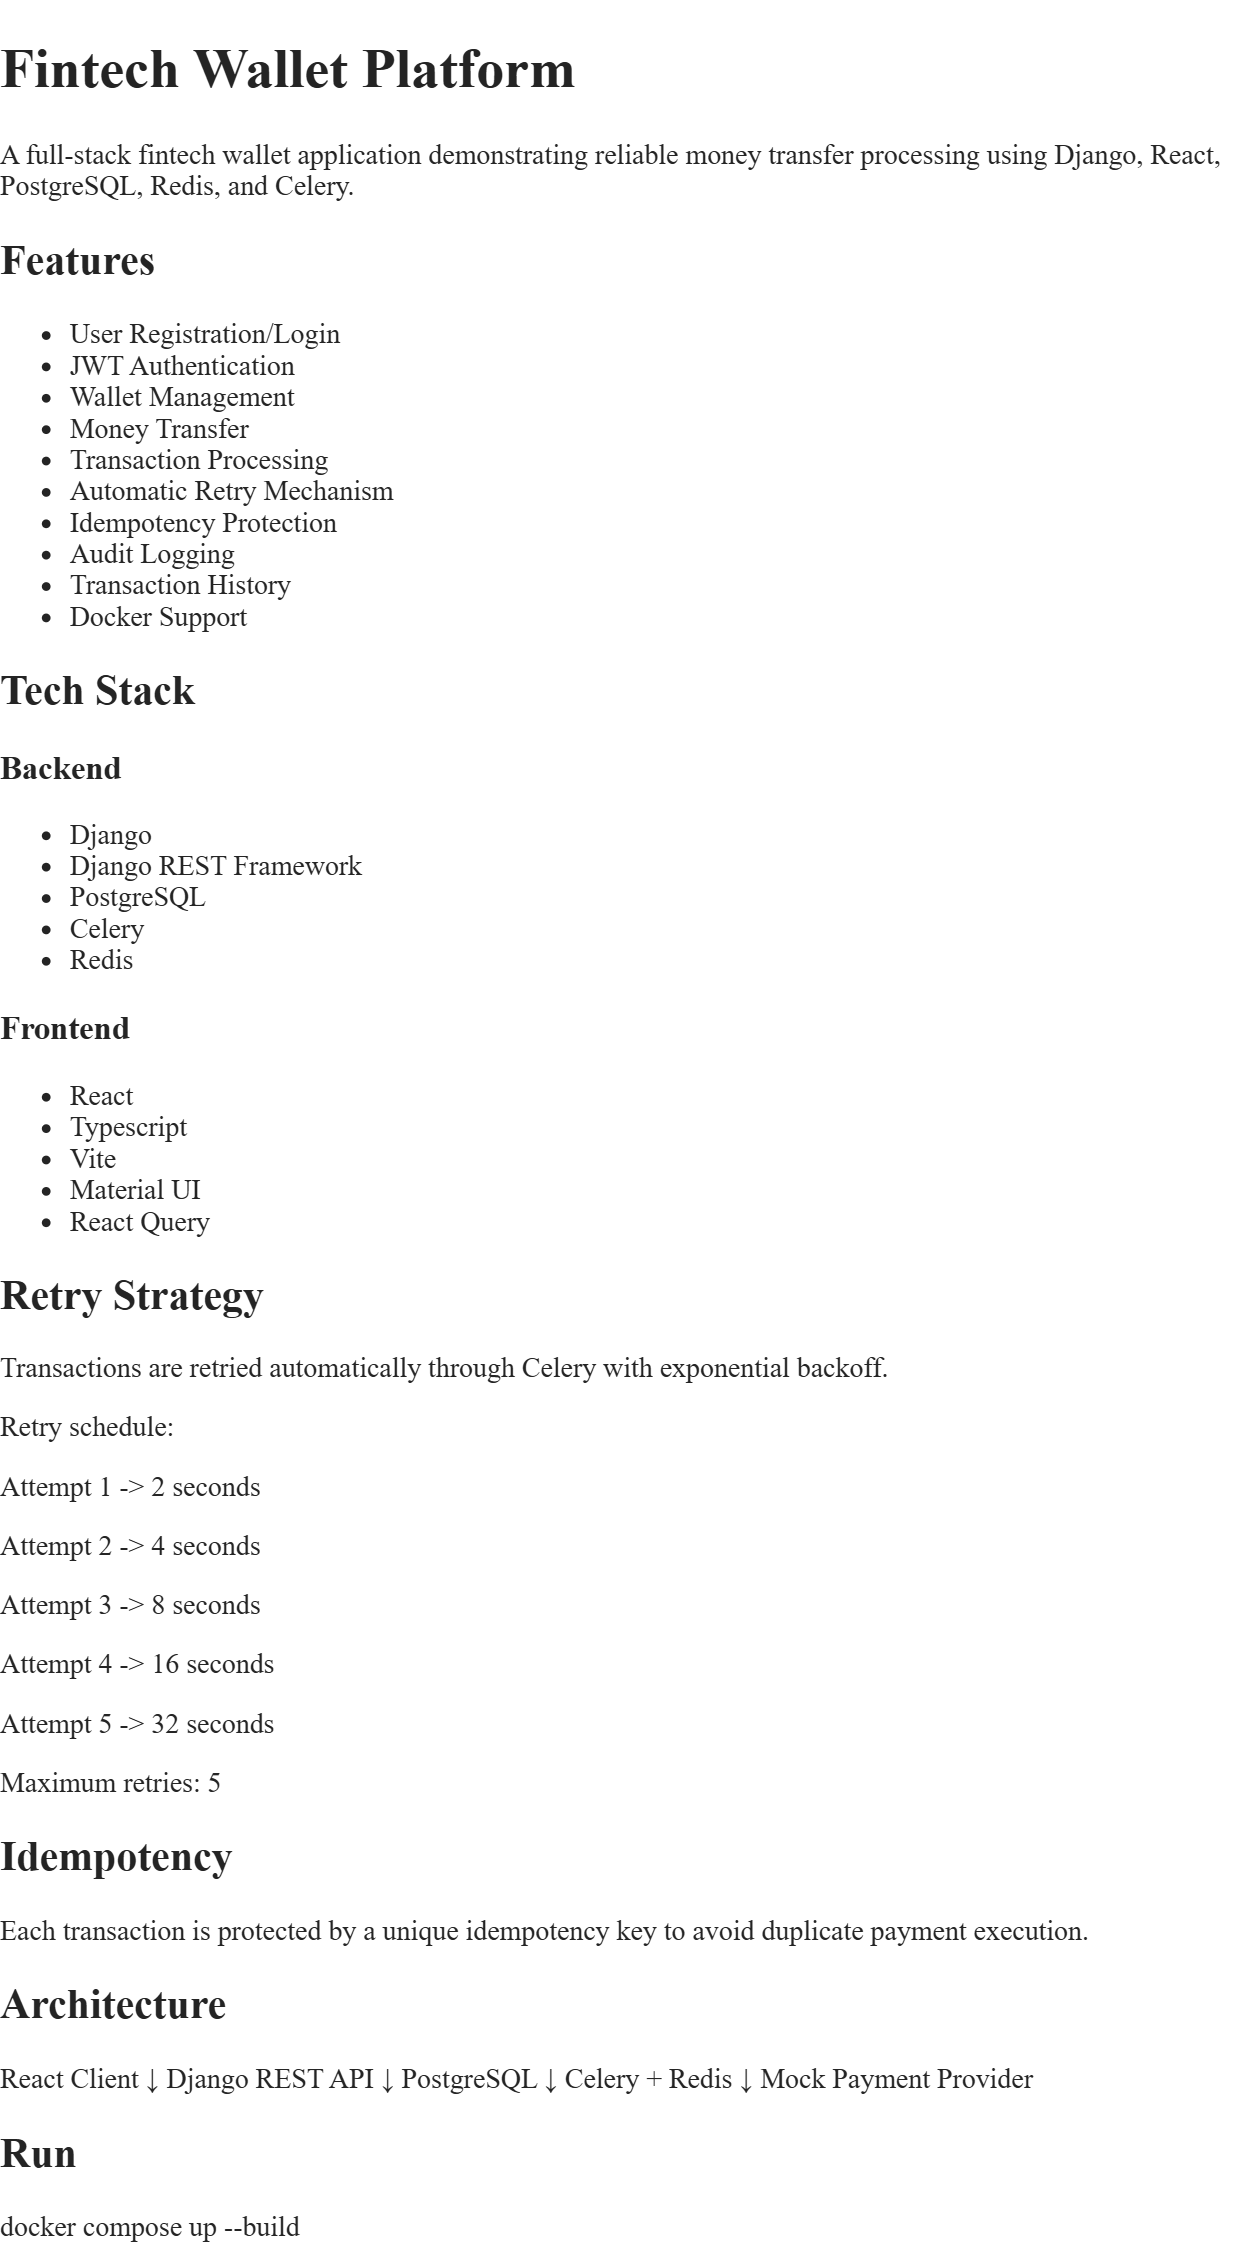 Fintech Wallet Platform
A full-stack fintech wallet application demonstrating reliable money transfer processing using Django, React,
PostgreSQL, Redis, and Celery.
Features
• User Registration/Login
• JWT Authentication
• Wallet Management
• Money Transfer
• Transaction Processing
• Automatic Retry Mechanism
• Idempotency Protection
• Audit Logging
• Transaction History
• Docker Support
Tech Stack
Backend
• Django
• Django REST Framework
• PostgreSQL
• Celery
• Redis
Frontend
• React
• Typescript
• Vite
• Material UI
• React Query
Retry Strategy
Transactions are retried automatically through Celery with exponential backoff.
Retry schedule:
Attempt 1 -> 2 seconds
Attempt 2 -> 4 seconds
Attempt 3 -> 8 seconds
Attempt 4 -> 16 seconds
Attempt 5 -> 32 seconds
Maximum retries: 5
Idempotency
Each transaction is protected by a unique idempotency key to avoid duplicate payment execution.
Architecture
React Client ↓ Django REST API ↓ PostgreSQL ↓ Celery + Redis ↓ Mock Payment Provider
Run
docker compose up --build